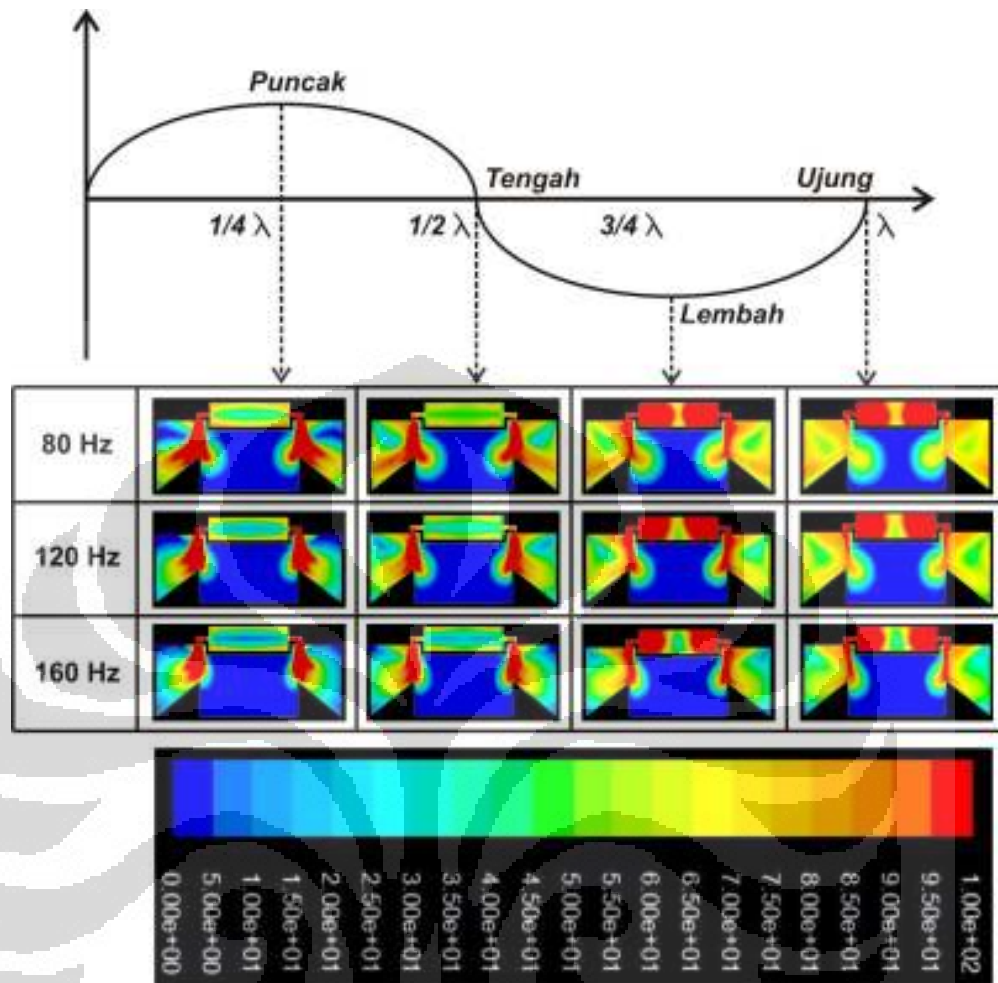 Puncak
Tengah
Ujung
1/4 λ
1/2 λ
3/4 λ
λ
Lembah
80 Hz
120 Hz
160 Hz
0.00e+00
5.00e+00
1.00e+01
1.50e+01
2.00e+01
2.50e+01
3.00e+01
3.50e+01
4.00e+01
4.50e+01
5.00e+01
5.50e+01
6.00e+01
6.50e+01
7.00e+01
7.50e+01
8.00e+01
8.50e+01
9.00e+01
9.50e+01
1.00e+02